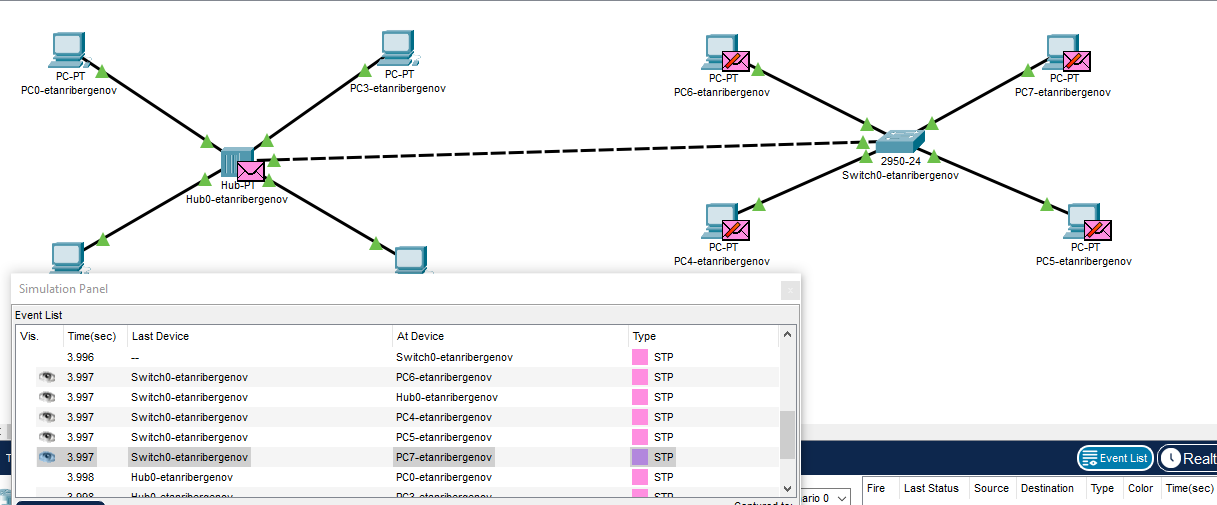 PC-PT
PC0-etanribergenov
PC-PT
PC3-etanribergenov
PC-PT
PC6-etanribergenov
PC-PT
PC7-etanribergenov
Hub-PT
Hub0-etanribergenov
2950-24
Switch0-etanribergenov
PC-PT
PC4-etanribergenov
PC-PT
PC5-etanribergenov
Simulation Panel
Event List
Vis. Time(sec) Last Device At Device Type
3.996 -- Switch0-etanribergenov STP
3.997 Switch0-etanribergenov PC6-etanribergenov STP
3.997 Switch0-etanribergenov Hub0-etanribergenov STP
3.997 Switch0-etanribergenov PC4-etanribergenov STP
3.997 Switch0-etanribergenov PC5-etanribergenov STP
3.997 Switch0-etanribergenov PC7-etanribergenov STP
3.998 Hub0-etanribergenov PC0-etanribergenov STP
3.998 Hub0-etanribergenov PC3-etanribergenov STP
Event List Realt
ario 0
Fire Last Status Source Destination Type Color Time(sec)